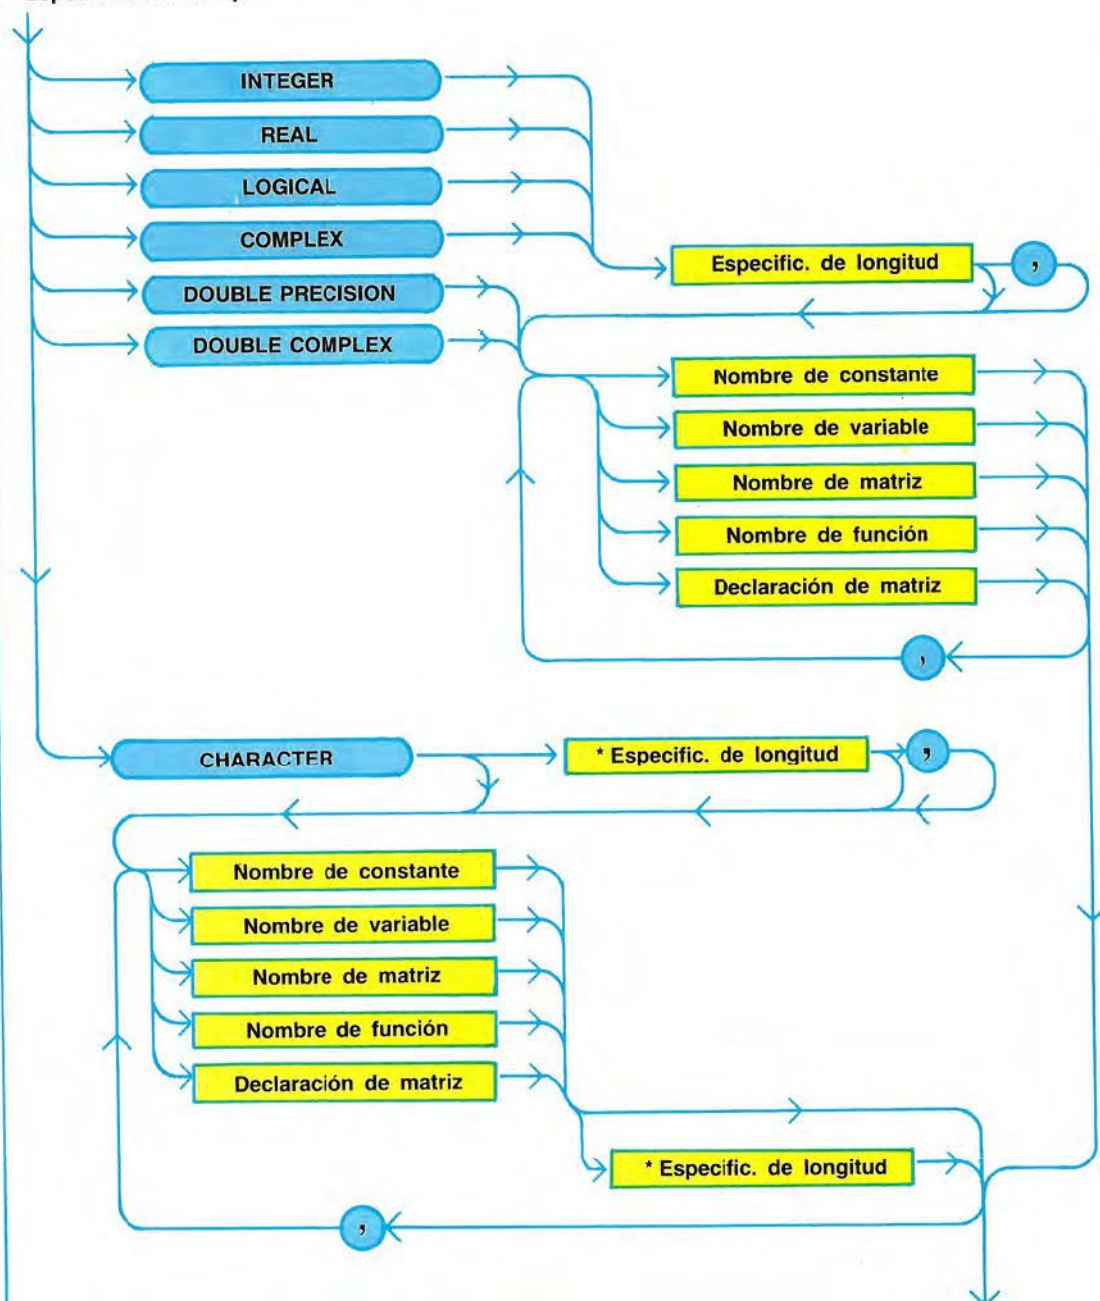 INTEGER
REAL
LOGICAL
COMPLEX
Especific. de longitud ,
DOUBLE PRECISION
DOUBLE COMPLEX
Nombre de constante
Nombre de variable
Nombre de matriz
Nombre de función
Declaración de matriz
,
CHARACTER * Especific. de longitud ,
Nombre de constante
Nombre de variable
Nombre de matriz
Nombre de función
Declaración de matriz
* Especific. de longitud
,